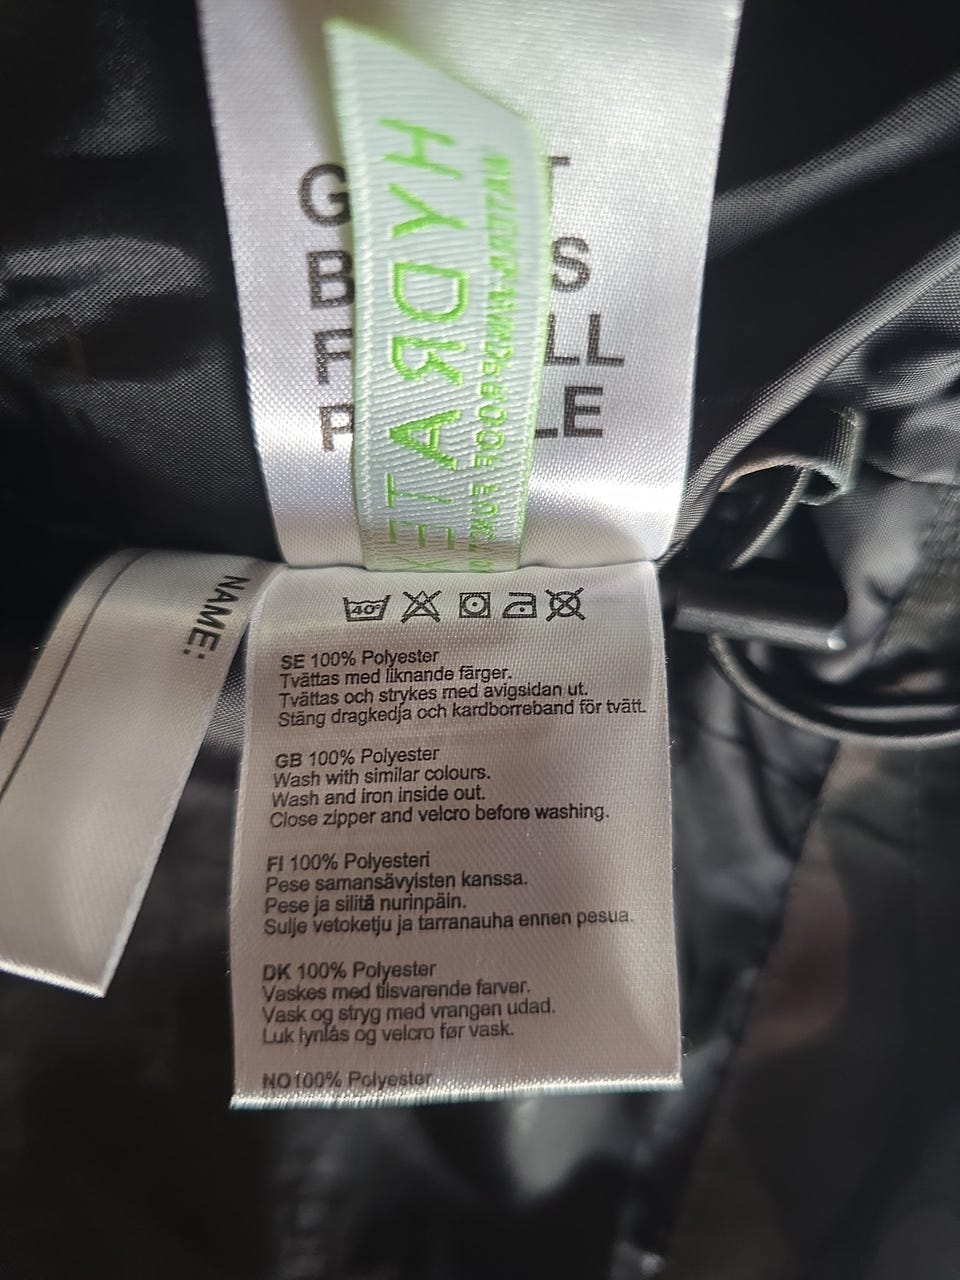 HYDRATEX
NAME:
40°
SE 100% Polyester
Tvättas med liknande färger.
Tvättas och strykes med avigsidan ut.
Stäng dragkedja och kardborreband för tvätt.
GB 100% Polyester
Wash with similar colours.
Wash and iron inside out.
Close zipper and velcro before washing.
FI 100% Polyesteri
Pese samansävyisten kanssa.
Pese ja silitä nurinpäin.
Sulje vetoketju ja tarranauha ennen pesua.
DK 100% Polyester
Vaskes med tilsvarende farver.
Vask og stryg med vrangen udad.
Luk lynlås og velcro før vask.
NO100% Polyester